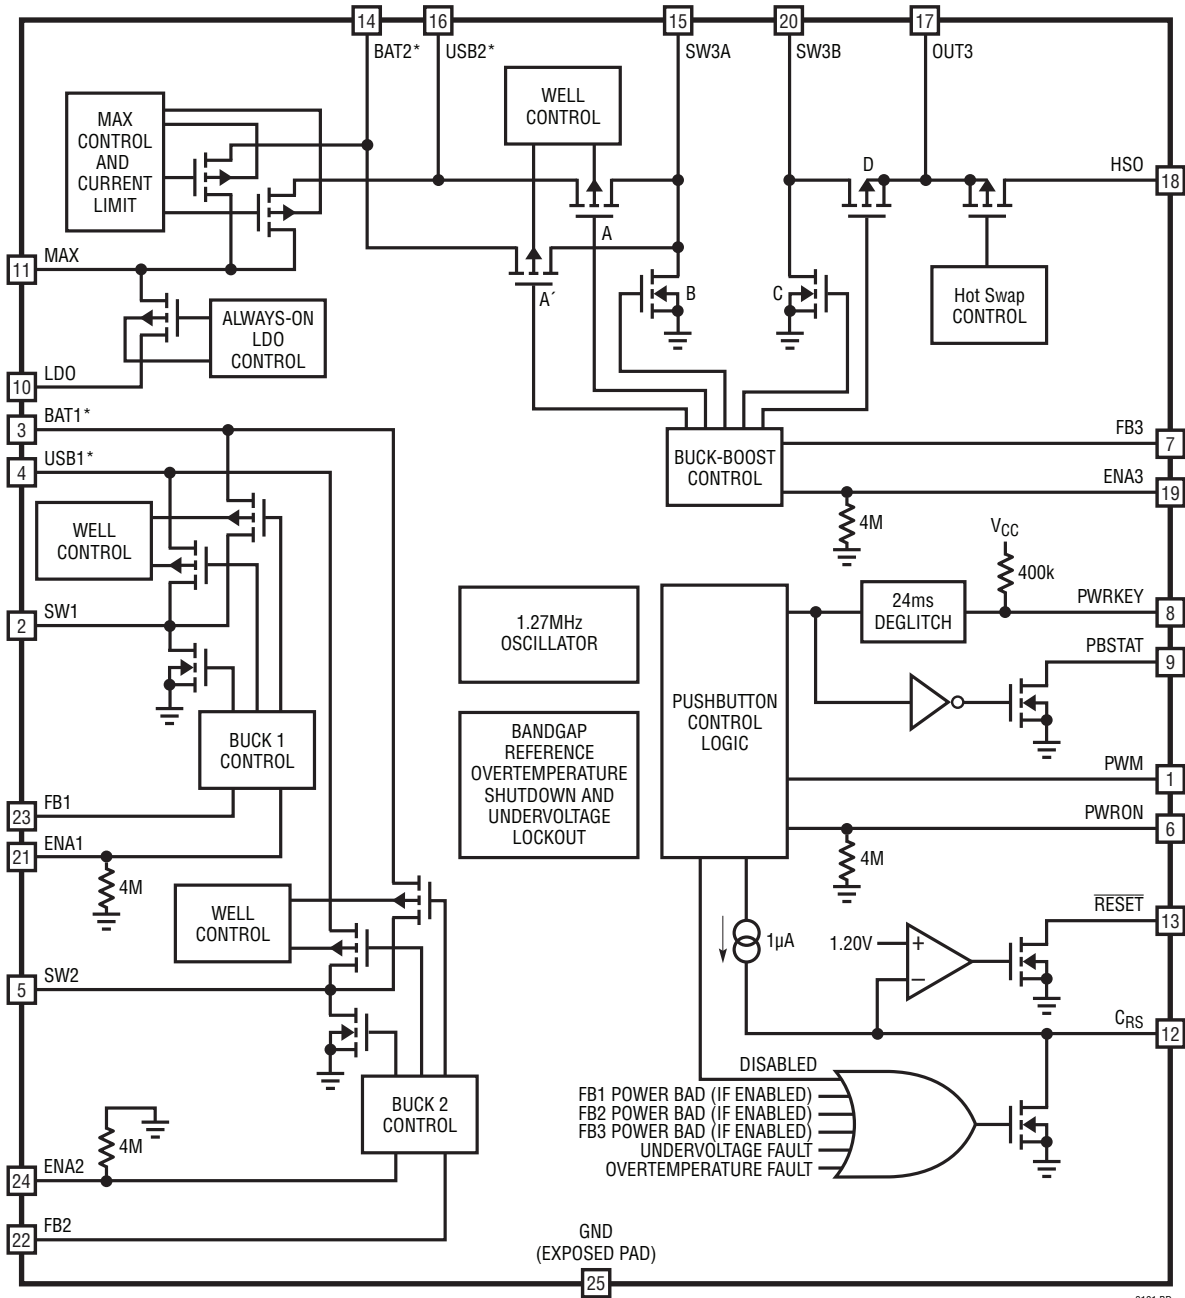 14
16
15
20
17
BAT2*
USB2*
SW3A
SW3B
OUT3
MAX
CONTROL
AND
CURRENT
LIMIT
WELL
CONTROL
D
HSO
18
A
MAX
11
A´
B
C
Hot Swap
CONTROL
ALWAYS-ON
LDO
CONTROL
LDO
10
BAT1*
3
FB3
7
USB1*
4
BUCK-BOOST
CONTROL
ENA3
19
4M
WELL
CONTROL
VCC
400k
SW1
2
1.27MHz
OSCILLATOR
24ms
DEGLITCH
PWRKEY
8
PBSTAT
9
PUSHBUTTON
CONTROL
LOGIC
BUCK 1
CONTROL
BANDGAP
REFERENCE
OVERTEMPERATURE
SHUTDOWN AND
UNDERVOLTAGE
LOCKOUT
PWM
1
FB1
23
PWRON
6
ENA1
21
4M
4M
WELL
CONTROL
RESET
13
1µA
1.20V
+
–
SW2
5
CRS
12
DISABLED
FB1 POWER BAD (IF ENABLED)
FB2 POWER BAD (IF ENABLED)
FB3 POWER BAD (IF ENABLED)
UNDERVOLTAGE FAULT
OVERTEMPERATURE FAULT
BUCK 2
CONTROL
4M
ENA2
24
FB2
22
GND
(EXPOSED PAD)
25